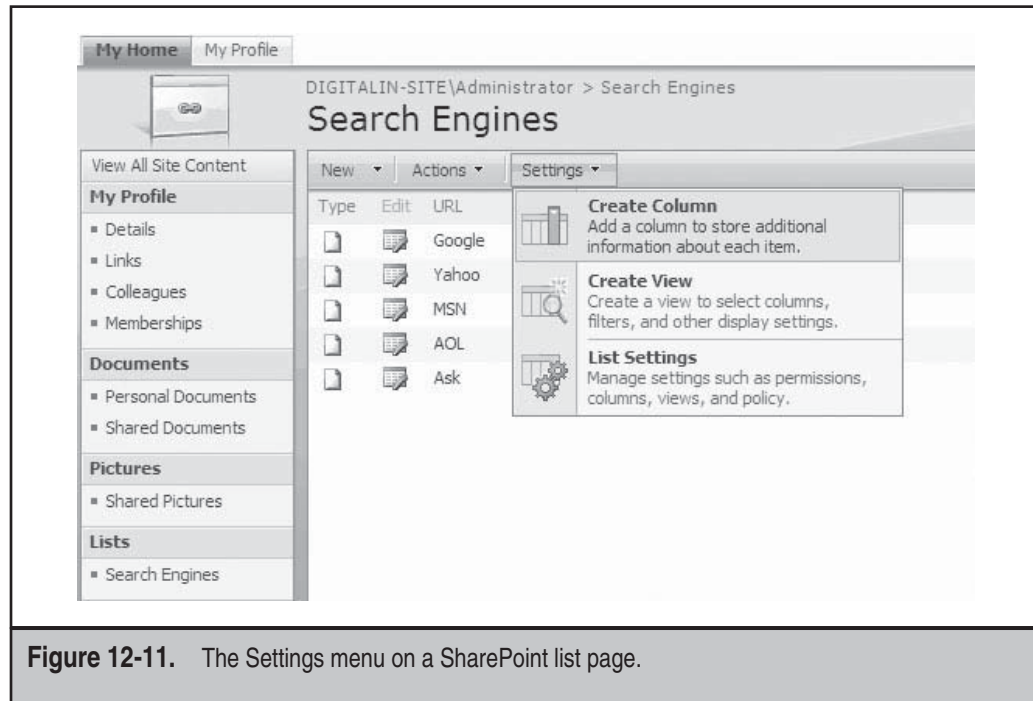 My Home My Profile
DIGITALIN-SITE\Administrator > Search Engines
Search Engines
View All Site Content
My Profile
Details
Links
Colleagues
Memberships
Documents
Personal Documents
Shared Documents
Pictures
Shared Pictures
Lists
Search Engines
New Actions Settings
Type Edit URL
Google
Yahoo
MSN
AOL
Ask
Create Column
Add a column to store additional
information about each item.
Create View
Create a view to select columns,
filters, and other display settings.
List Settings
Manage settings such as permissions,
columns, views, and policy.
Figure 12-11. The Settings menu on a SharePoint list page.